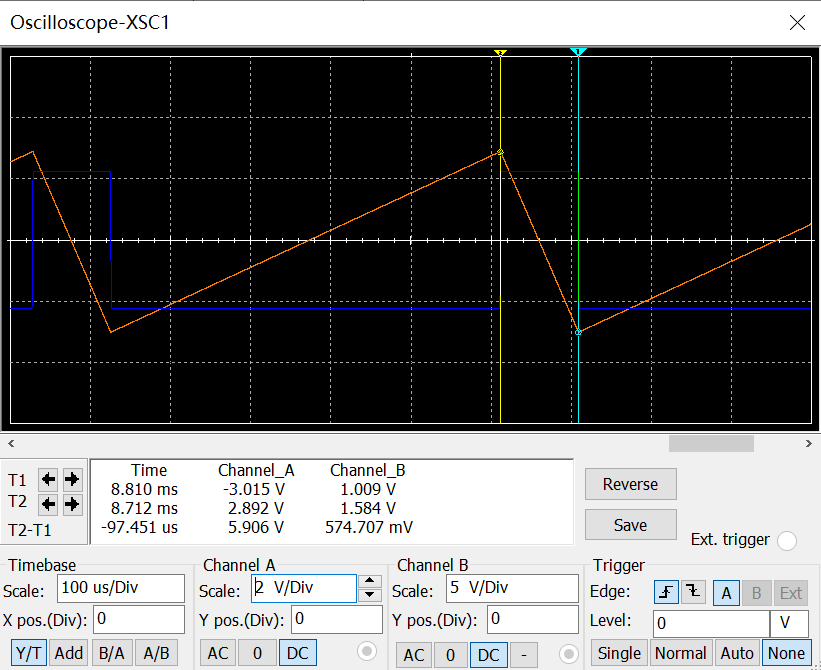 Oscilloscope-XSC1
2
1
T1
T2
T2-T1
Time Channel_A Channel_B
8.810 ms -3.015 V 1.009 V
8.712 ms 2.892 V 1.584 V
-97.451 us 5.906 V 574.707 mV
Reverse
Save
Ext. trigger
Timebase
Scale: 100 us/Div
X pos.(Div): 0
Y/T Add B/A A/B
Channel A
Scale: 2 V/Div
Y pos.(Div): 0
AC 0 DC
Channel B
Scale: 5 V/Div
Y pos.(Div): 0
AC 0 DC -
Trigger
Edge: A B Ext
Level: 0 V
Single Normal Auto None